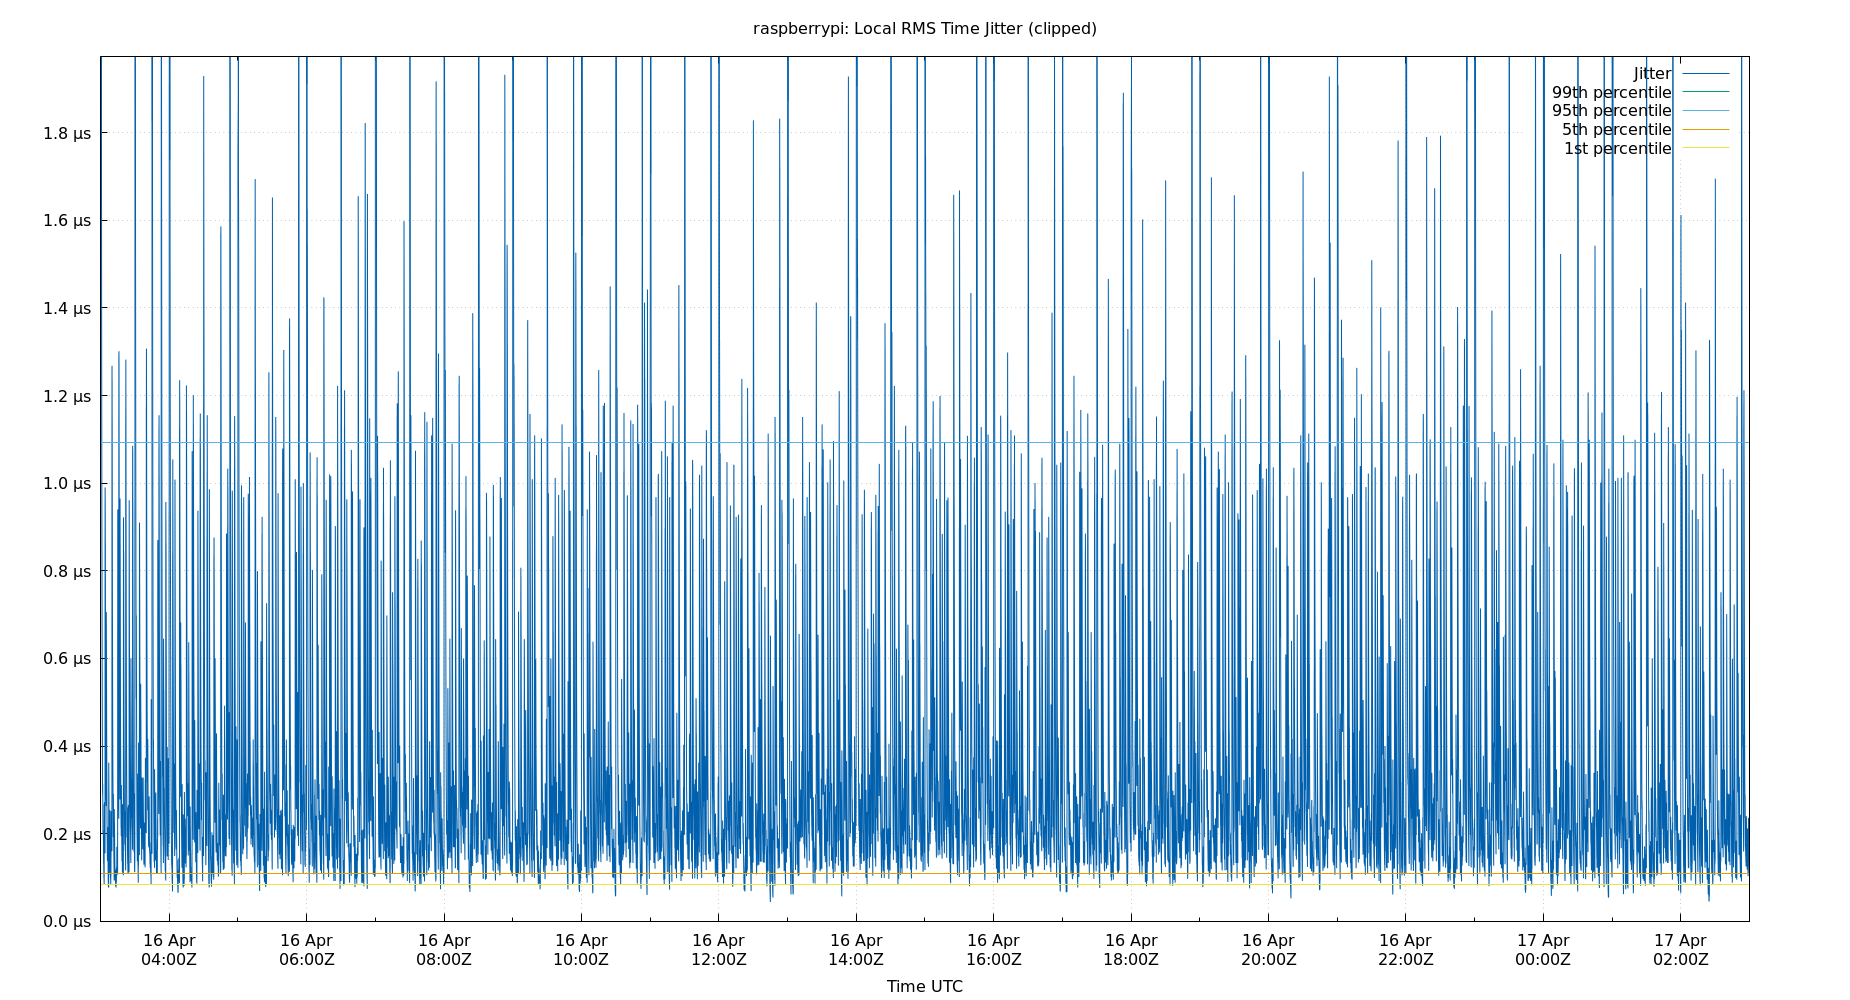 raspberrypi: Local RMS Time Jitter (clipped)
Jitter
99th percentile
95th percentile
5th percentile
1st percentile
1.8 µs
1.6 µs
1.4 µs
1.2 µs
1.0 µs
0.8 µs
0.6 µs
0.4 µs
0.2 µs
0.0 µs
16 Apr 16 Apr 16 Apr 16 Apr 16 Apr 16 Apr 16 Apr 16 Apr 16 Apr 16 Apr 17 Apr 17 Apr
04:00Z 06:00Z 08:00Z 10:00Z 12:00Z 14:00Z 16:00Z 18:00Z 20:00Z 22:00Z 00:00Z 02:00Z
Time UTC